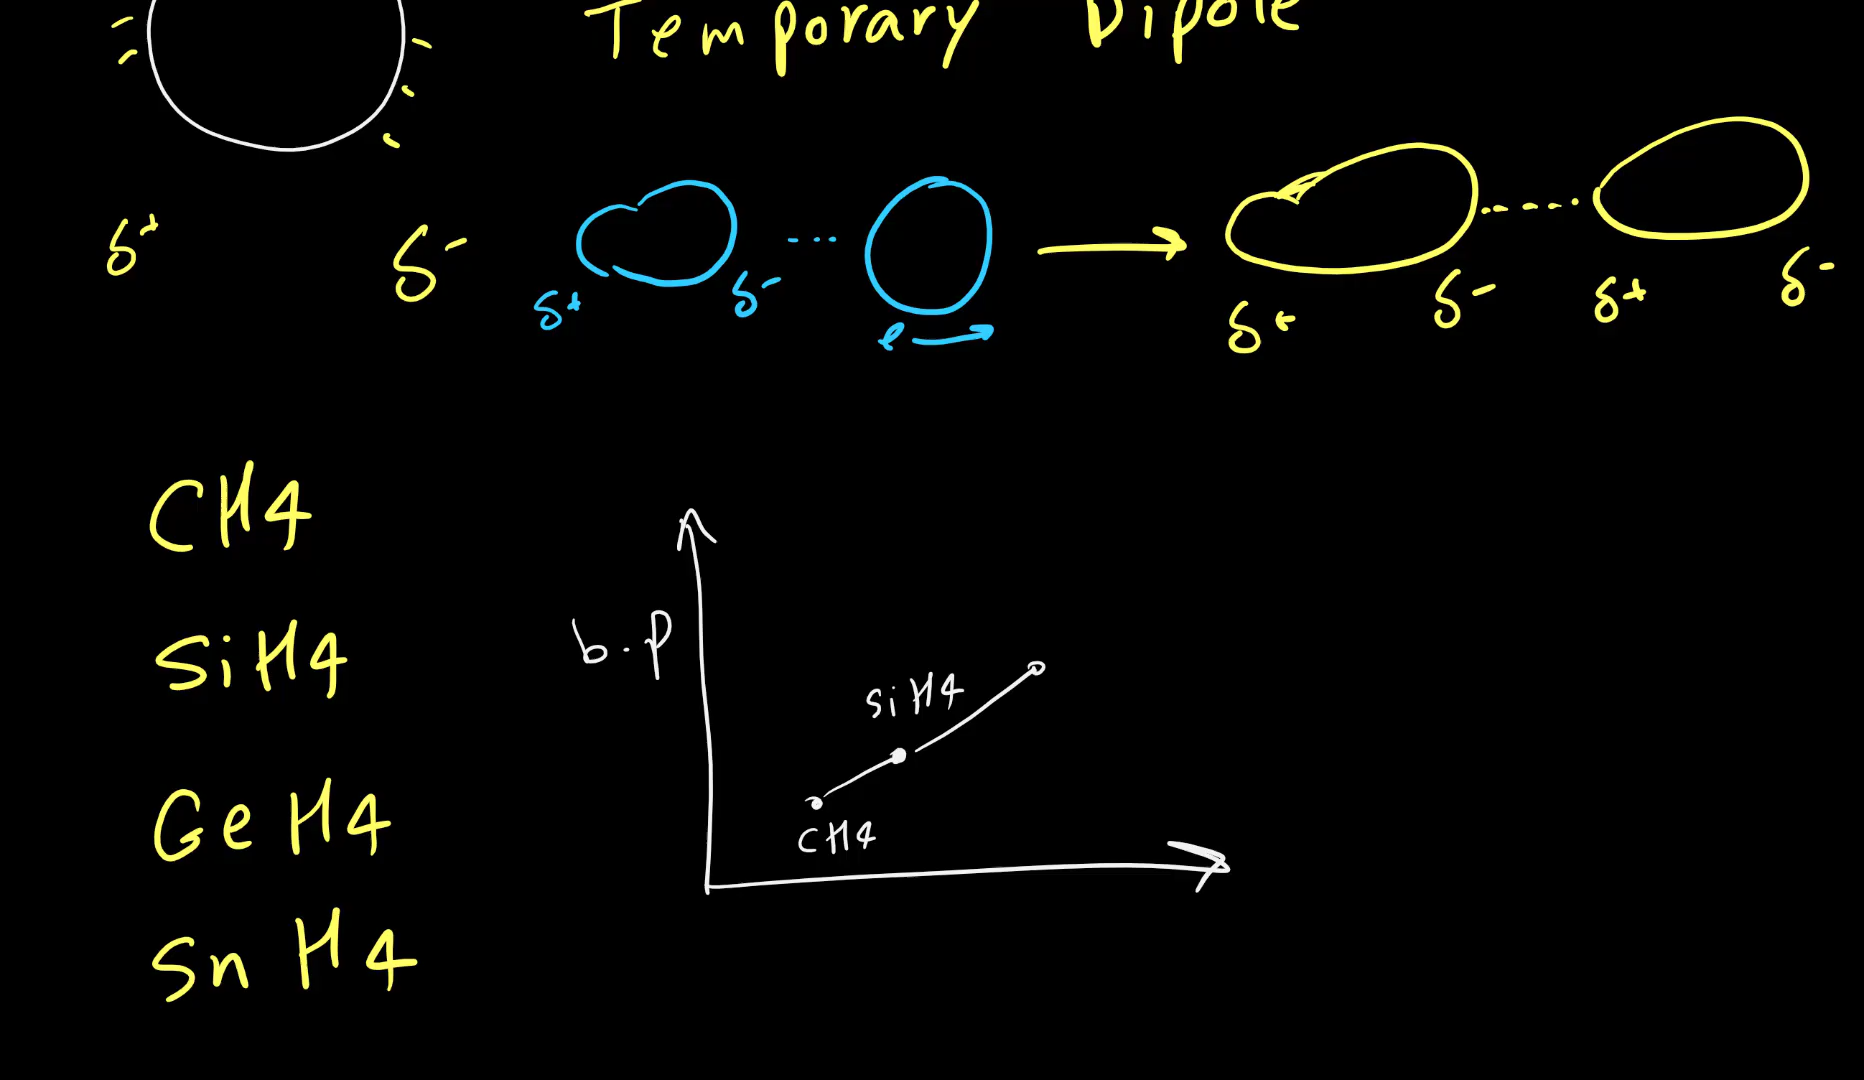 Temporary Dipole
δ+ δ- δ+ δ- e δ+ δ- δ+ δ-
CH4
SiH4
GeH4
SnH4
b.p
SiH4
CH4